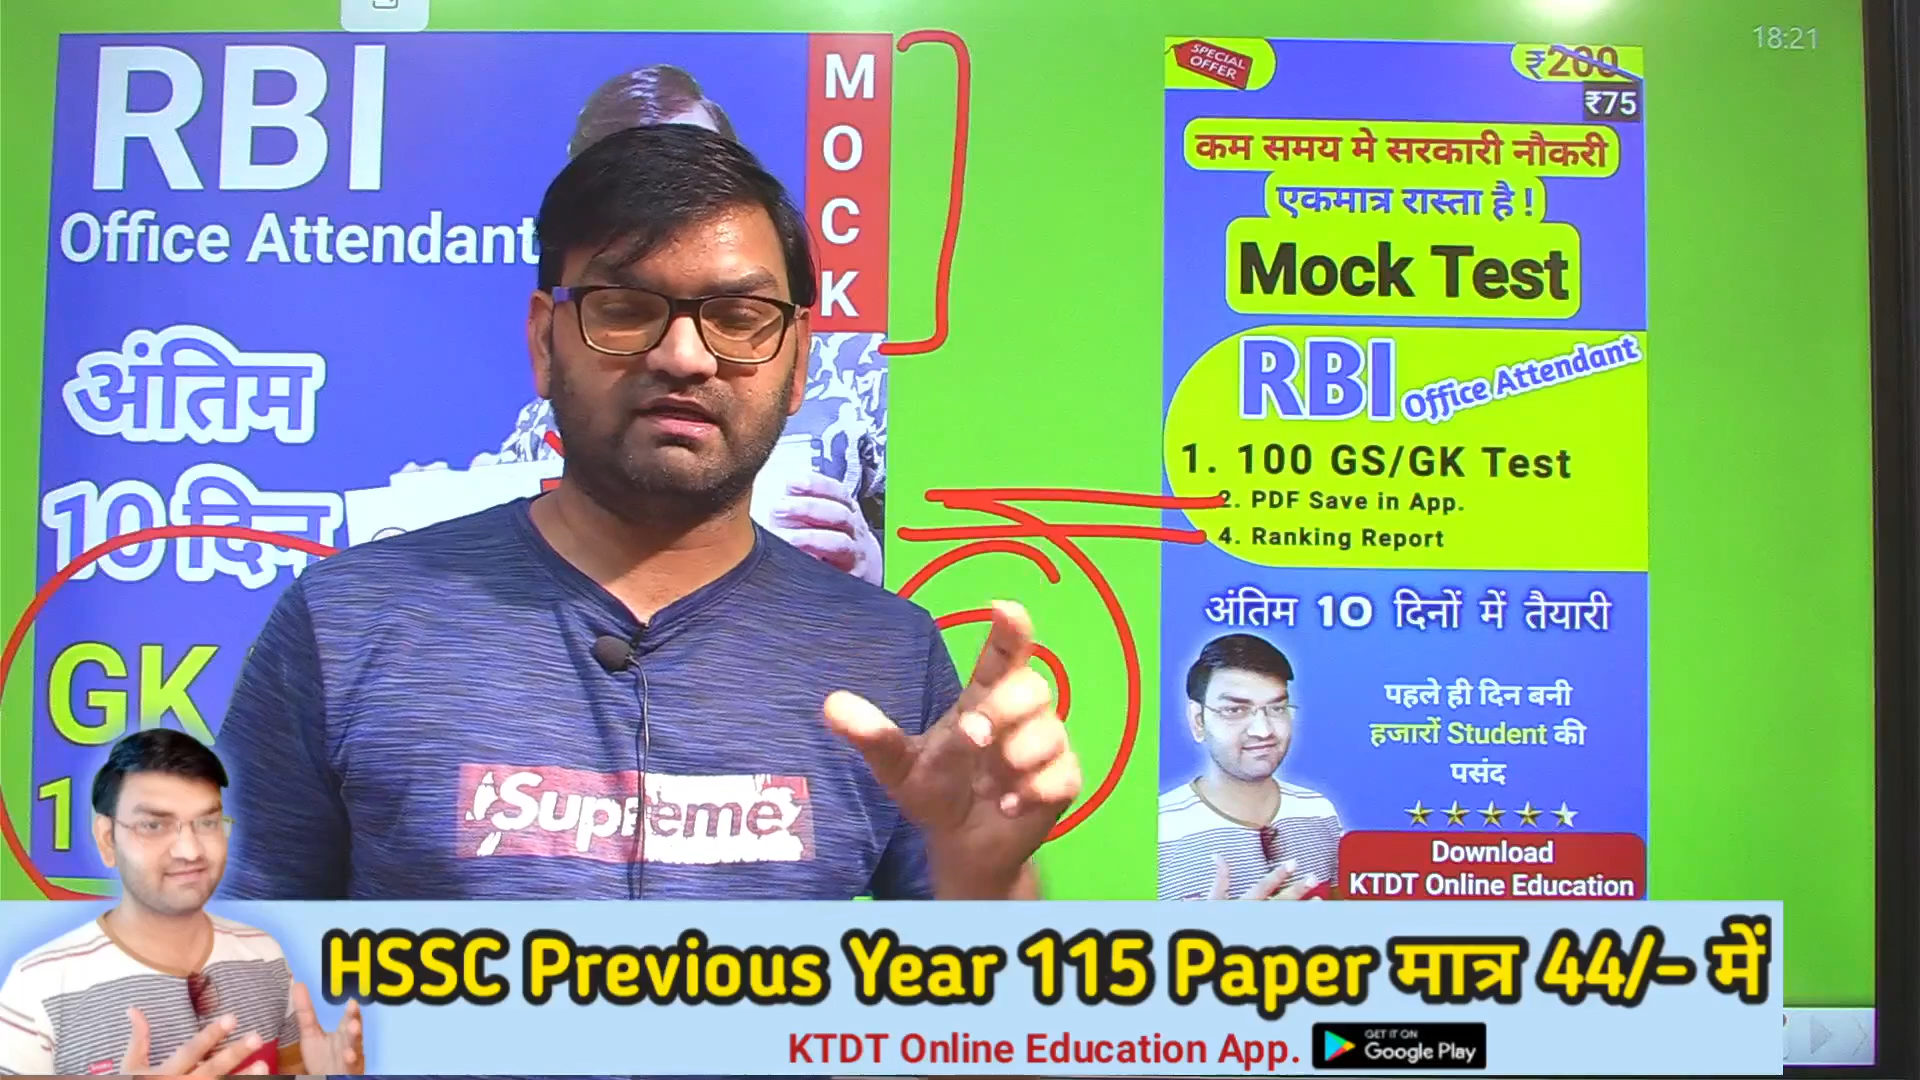 RBI
Office Attendant
MOCK
अंतिम
10 दिन
GK
1
Supreme
18:21
SPECIAL
OFFER
₹200
₹75
कम समय मे सरकारी नौकरी
एकमात्र रास्ता है !
Mock Test
RBI Office Attendant
1. 100 GS/GK Test
2. PDF Save in App.
4. Ranking Report
अंतिम 10 दिनों में तैयारी
पहले ही दिन बनी
हजारों Student की
पसंद
Download
KTDT Online Education
HSSC Previous Year 115 Paper मात्र 44/- में
KTDT Online Education App.
GET IT ON
Google Play